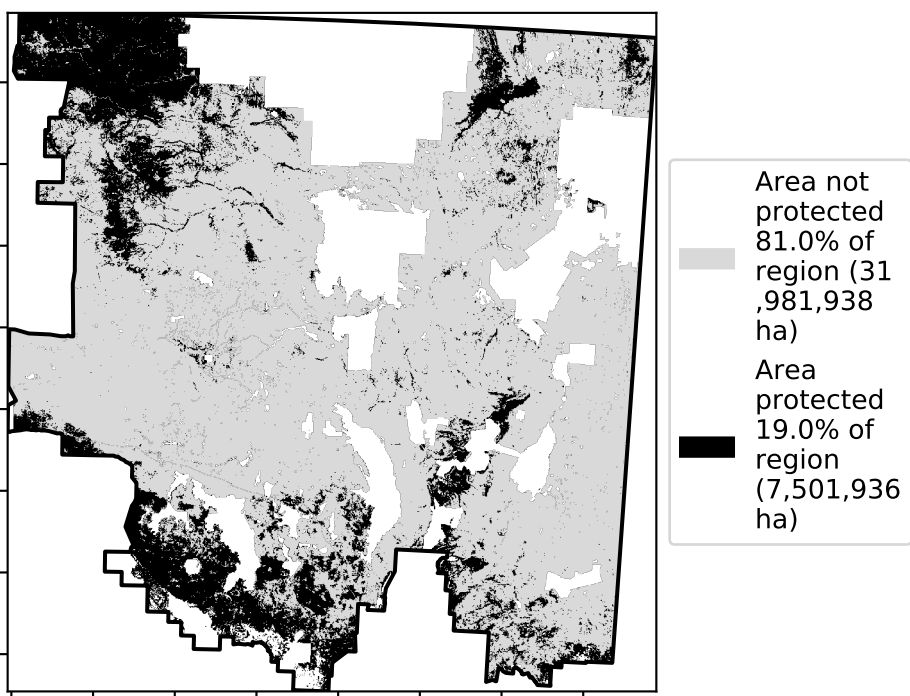 Area not
protected
81.0% of
region (31
,981,938
ha)
Area
protected
19.0% of
region
(7,501,936
ha)